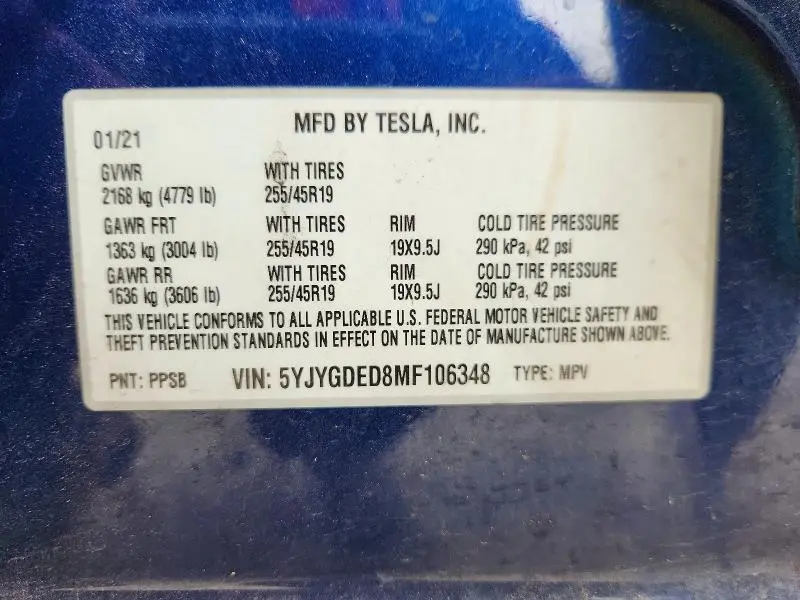 MFD BY TESLA, INC.
01/21
GVWR WITH TIRES
2168 kg (4779 lb) 255/45R19
GAWR FRT WITH TIRES RIM COLD TIRE PRESSURE
1363 kg (3004 lb) 255/45R19 19X9.5J 290 kPa, 42 psi
GAWR RR WITH TIRES RIM COLD TIRE PRESSURE
1636 kg (3606 lb) 255/45R19 19X9.5J 290 kPa, 42 psi
THIS VEHICLE CONFORMS TO ALL APPLICABLE U.S. FEDERAL MOTOR VEHICLE SAFETY AND
THEFT PREVENTION STANDARDS IN EFFECT ON THE DATE OF MANUFACTURE SHOWN ABOVE.
PNT: PPSB VIN: 5YJYGDED8MF106348 TYPE: MPV